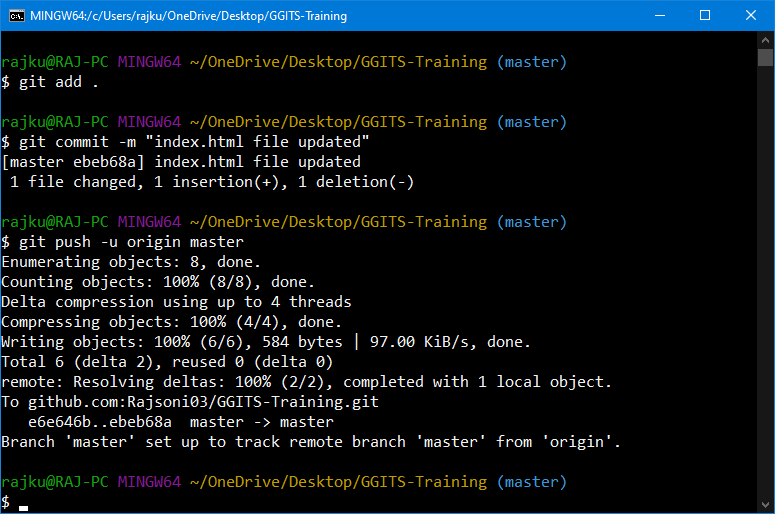 MINGW64:/c/Users/rajku/OneDrive/Desktop/GGITS-Training
rajku@RAJ-PC MINGW64 ~/OneDrive/Desktop/GGITS-Training (master)
$ git add .
rajku@RAJ-PC MINGW64 ~/OneDrive/Desktop/GGITS-Training (master)
$ git commit -m "index.html file updated"
[master ebeb68a] index.html file updated
 1 file changed, 1 insertion(+), 1 deletion(-)
rajku@RAJ-PC MINGW64 ~/OneDrive/Desktop/GGITS-Training (master)
$ git push -u origin master
Enumerating objects: 8, done.
Counting objects: 100% (8/8), done.
Delta compression using up to 4 threads
Compressing objects: 100% (4/4), done.
Writing objects: 100% (6/6), 584 bytes | 97.00 KiB/s, done.
Total 6 (delta 2), reused 0 (delta 0)
remote: Resolving deltas: 100% (2/2), completed with 1 local object.
To github.com:Rajsoni03/GGITS-Training.git
   e6e646b..ebeb68a  master -> master
Branch 'master' set up to track remote branch 'master' from 'origin'.
rajku@RAJ-PC MINGW64 ~/OneDrive/Desktop/GGITS-Training (master)
$